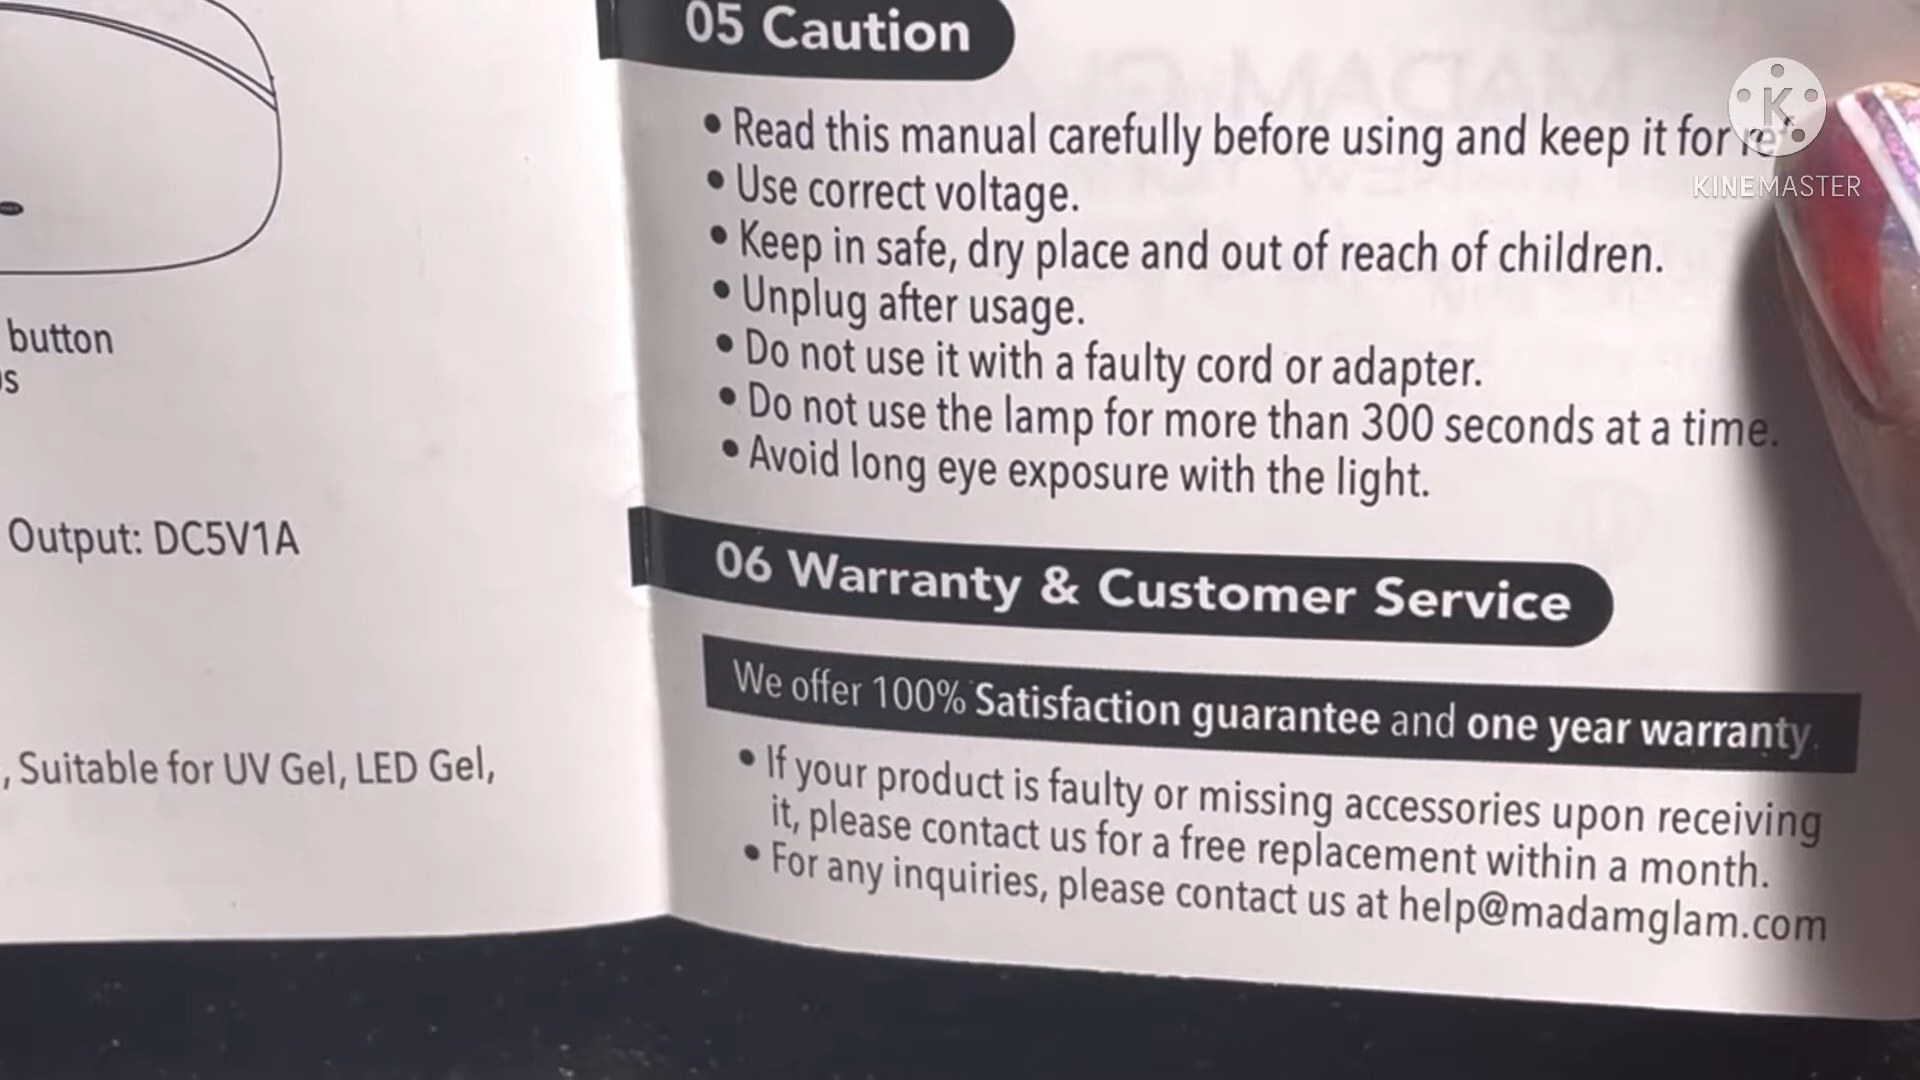 button
Output: DC5V1A
, Suitable for UV Gel, LED Gel,
05 Caution
• Read this manual carefully before using and keep it for
• Use correct voltage.
• Keep in safe, dry place and out of reach of children.
• Unplug after usage.
• Do not use it with a faulty cord or adapter.
• Do not use the lamp for more than 300 seconds at a time.
• Avoid long eye exposure with the light.
06 Warranty & Customer Service
We offer 100% Satisfaction guarantee and one year warranty.
• If your product is faulty or missing accessories upon receiving
it, please contact us for a free replacement within a month.
• For any inquiries, please contact us at help@madamglam.com
K
KINEMASTER